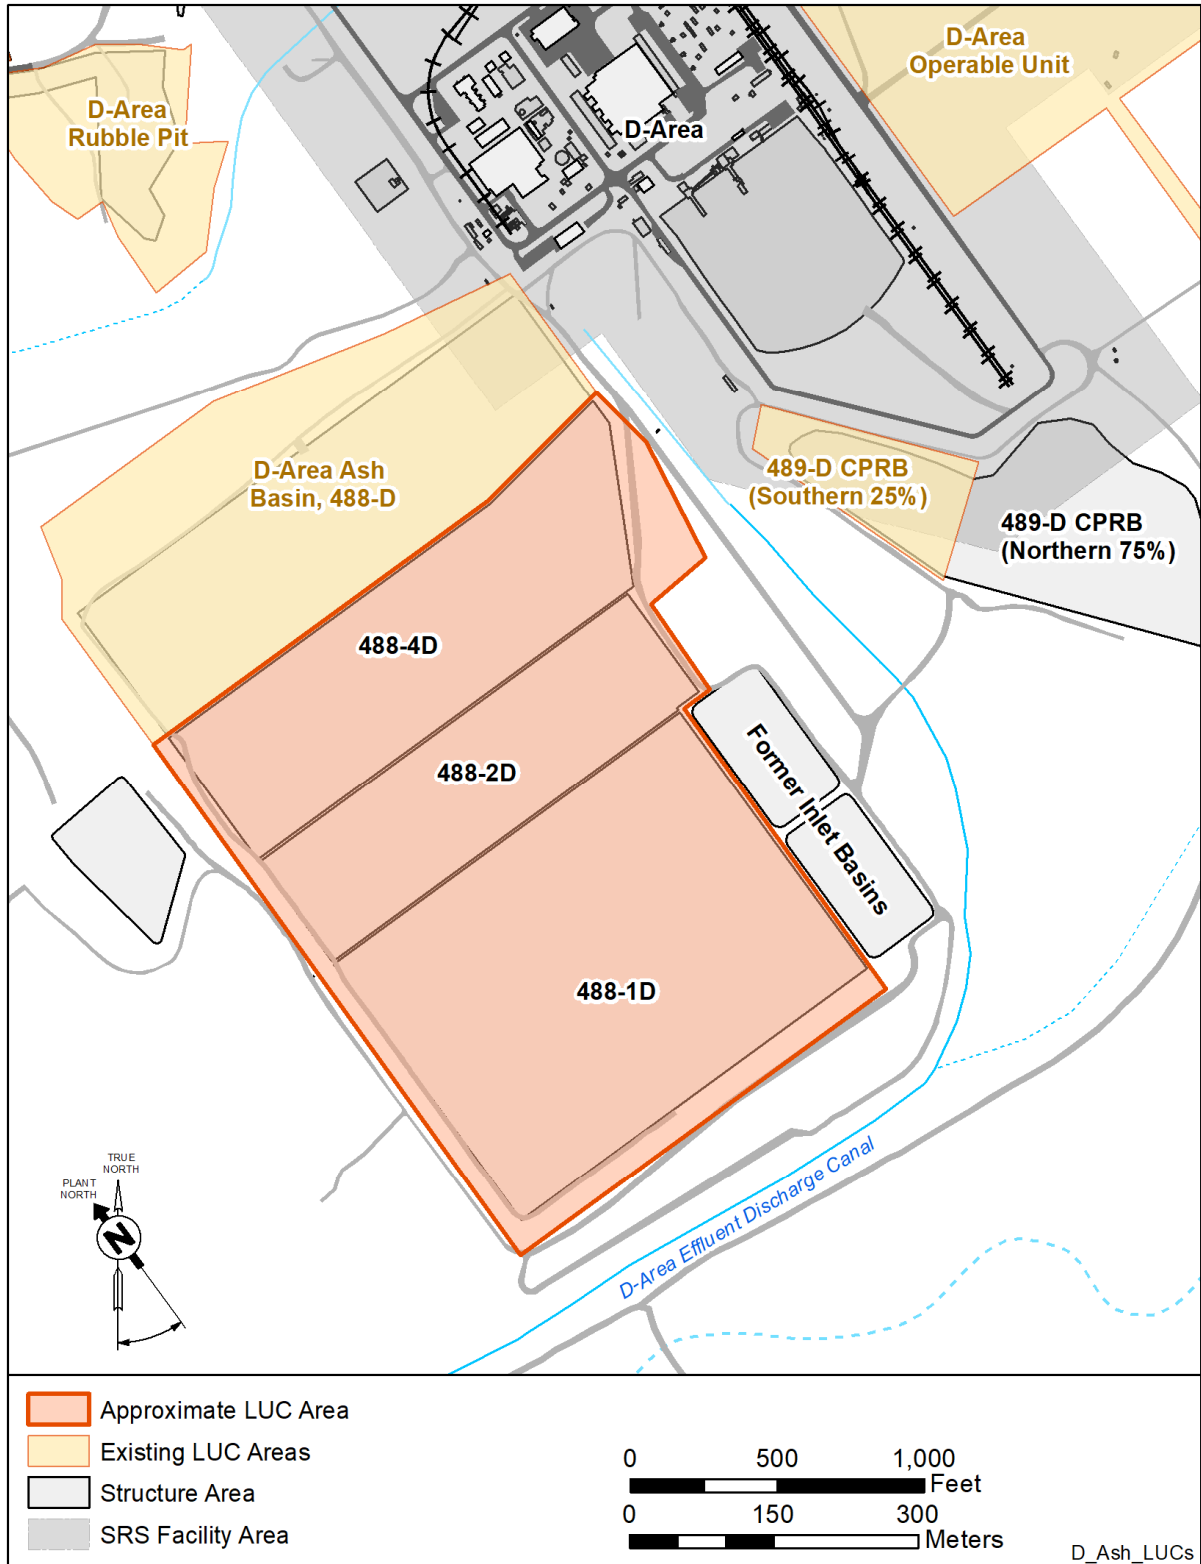 D-Area
Operable Unit
D-Area
Rubble Pit
D-Area
D-Area Ash
Basin, 488-D
489-D CPRB
(Southern 25%)
489-D CPRB
(Northern 75%)
488-4D
488-2D
Former Inlet Basins
488-1D
D-Area Effluent Discharge Canal
TRUE
NORTH
PLANT
NORTH
N
Approximate LUC Area
Existing LUC Areas
Structure Area
SRS Facility Area
0 500 1,000
Feet
0 150 300
Meters
D_Ash_LUCs